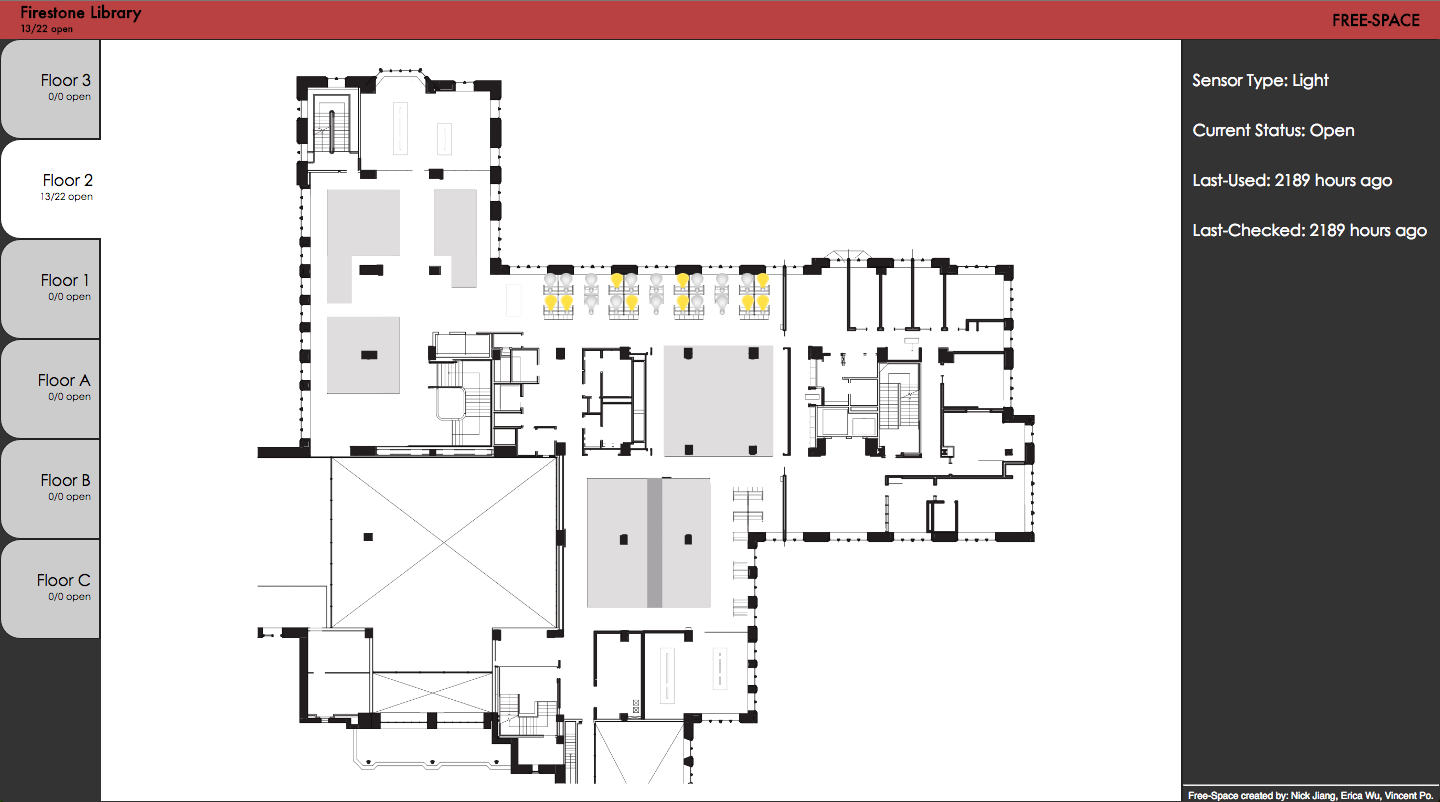 Firestone Library
13/22 open
FREE-SPACE
Floor 3
0/0 open
Floor 2
13/22 open
Floor 1
0/0 open
Floor A
0/0 open
Floor B
0/0 open
Floor C
0/0 open
Sensor Type: Light
Current Status: Open
Last-Used: 2189 hours ago
Last-Checked: 2189 hours ago
Free-Space created by: Nick Jiang, Erica Wu, Vincent Po.